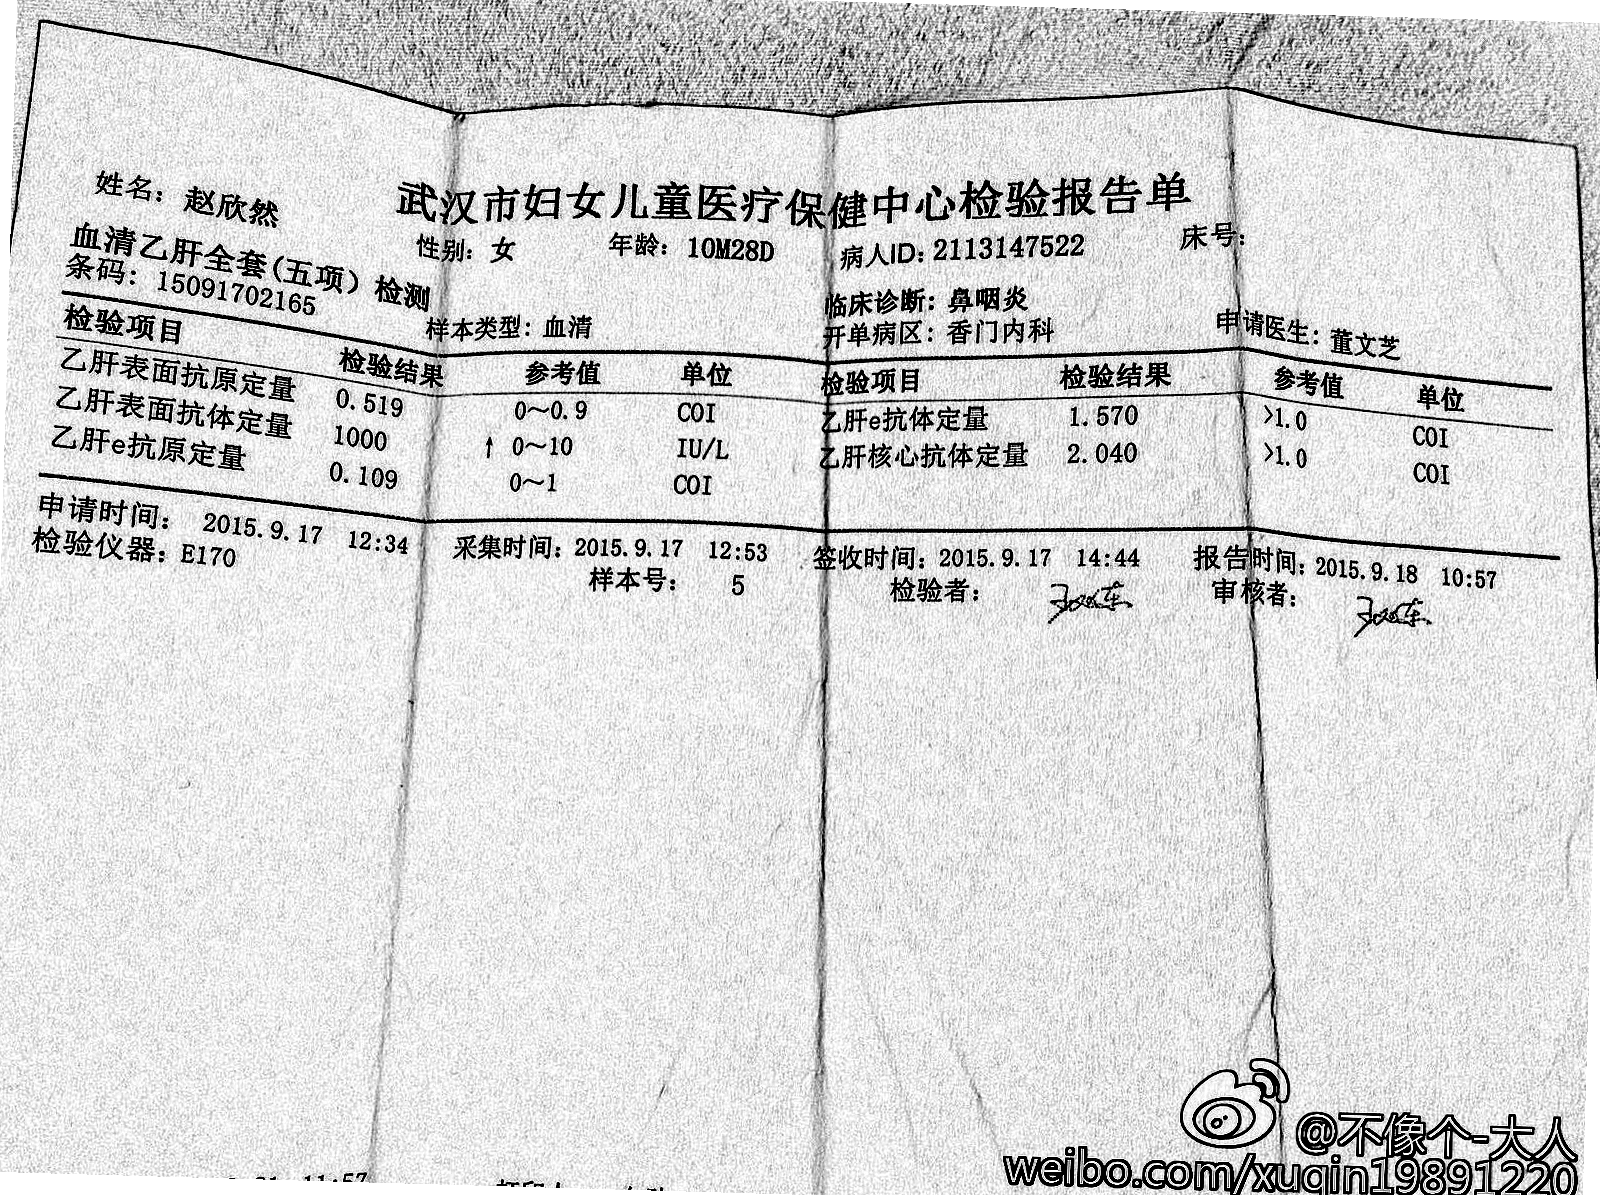 武汉市妇女儿童医疗保健中心检验报告单
姓名：赵欣然 性别：女 年龄：10M28D 病人ID：2113147522 床号：
血清乙肝全套(五项）检测 临床诊断：鼻咽炎
条码：15091702165 样本类型：血清 开单病区：香门内科 申请医生：董文芝
检验项目 检验结果 参考值 单位 检验项目 检验结果 参考值 单位
乙肝表面抗原定量 0.519 0～0.9 COI 乙肝e抗体定量 1.570 >1.0 COI
乙肝表面抗体定量 1000 ↑ 0～10 IU/L 乙肝核心抗体定量 2.040 >1.0 COI
乙肝e抗原定量 0.109 0～1 COI
申请时间：2015.9.17 12:34 采集时间：2015.9.17 12:53 签收时间：2015.9.17 14:44 报告时间：2015.9.18 10:57
检验仪器：E170 样本号：5 检验者： 审核者：
11:57
@不像个-大人
weibo.com/xuqin19891220